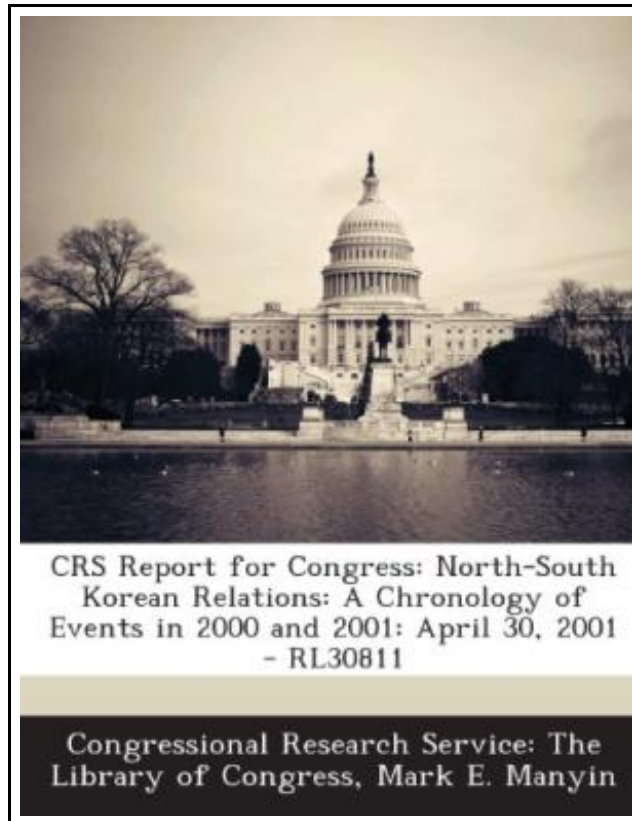 CRS Report for Congress: North-South
Korean Relations: A Chronology of
Events in 2000 and 2001: April 30, 2001
- RL30811
Congressional Research Service: The
Library of Congress, Mark E. Manyin